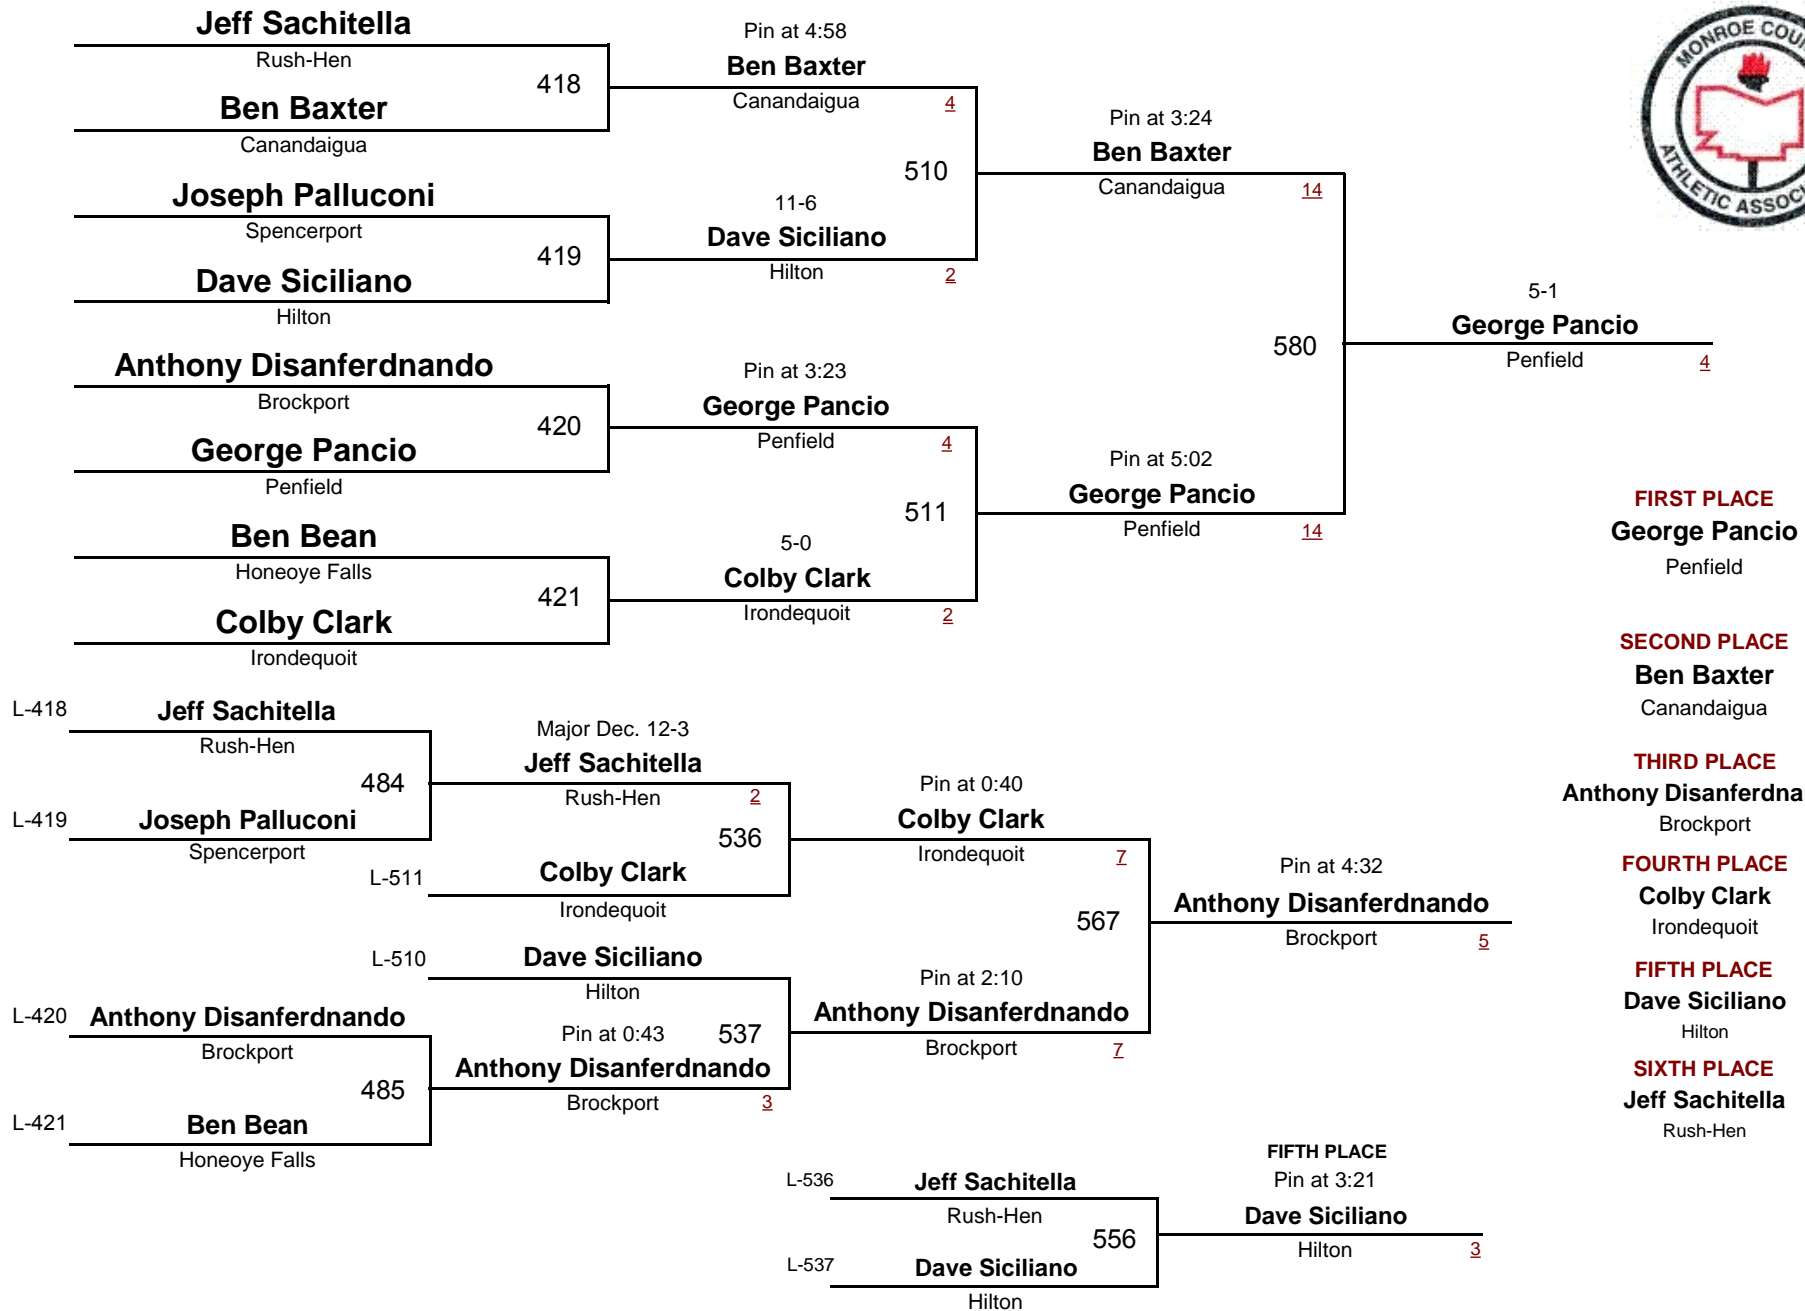 Jeff Sachitella
Rush-Hen
418
Ben Baxter
Canandaigua
Joseph Palluconi
Spencerport
419
Dave Siciliano
Hilton
Anthony Disanferdnando
Brockport
420
George Pancio
Penfield
Ben Bean
Honeoye Falls
421
Colby Clark
Irondequoit
Pin at 4:58
Ben Baxter
Canandaigua 4
510
11-6
Dave Siciliano
Hilton 2
Pin at 3:23
George Pancio
Penfield 4
511
5-0
Colby Clark
Irondequoit 2
Pin at 3:24
Ben Baxter
Canandaigua 14
580
Pin at 5:02
George Pancio
Penfield 14
5-1
George Pancio
Penfield 4
MONROE COU
ATHLETIC ASSOC
FIRST PLACE
George Pancio
Penfield
SECOND PLACE
Ben Baxter
Canandaigua
THIRD PLACE
Anthony Disanferdna
Brockport
FOURTH PLACE
Colby Clark
Irondequoit
FIFTH PLACE
Dave Siciliano
Hilton
SIXTH PLACE
Jeff Sachitella
Rush-Hen
L-418 Jeff Sachitella
Rush-Hen
484
L-419 Joseph Palluconi
Spencerport
Major Dec. 12-3
Jeff Sachitella
Rush-Hen 2
536
L-511 Colby Clark
Irondequoit
L-510 Dave Siciliano
Hilton
537
L-420 Anthony Disanferdnando
Brockport
485
L-421 Ben Bean
Honeoye Falls
Pin at 0:43
Anthony Disanferdnando
Brockport 3
Pin at 0:40
Colby Clark
Irondequoit 7
567
Pin at 2:10
Anthony Disanferdnando
Brockport 7
Pin at 4:32
Anthony Disanferdnando
Brockport 5
L-536 Jeff Sachitella
Rush-Hen
556
L-537 Dave Siciliano
Hilton
FIFTH PLACE
Pin at 3:21
Dave Siciliano
Hilton 3